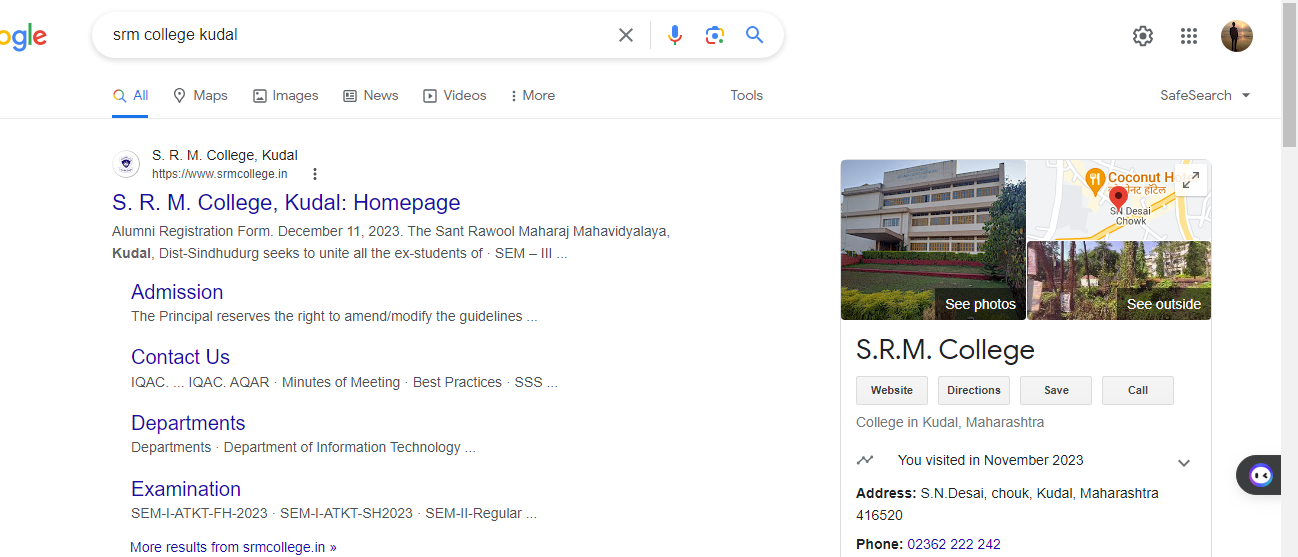 ogle
srm college kudal
All
Maps
Images
News
Videos
More
Tools
SafeSearch
S. R. M. College, Kudal
https://www.srmcollege.in
S. R. M. College, Kudal: Homepage
Alumni Registration Form. December 11, 2023. The Sant Rawool Maharaj Mahavidyalaya,
Kudal, Dist-Sindhudurg seeks to unite all the ex-students of · SEM – III ...
Admission
The Principal reserves the right to amend/modify the guidelines ...
Contact Us
IQAC. ... IQAC. AQAR · Minutes of Meeting · Best Practices · SSS ...
Departments
Departments · Department of Information Technology ...
Examination
SEM-I-ATKT-FH-2023 · SEM-I-ATKT-SH2023 · SEM-II-Regular ...
More results from srmcollege.in »
Coconut
हॉटेल
S.N Desai
Chowk
See photos
See outside
S.R.M. College
Website
Directions
Save
Call
College in Kudal, Maharashtra
You visited in November 2023
Address: S.N.Desai, chouk, Kudal, Maharashtra
416520
Phone: 02362 222 242